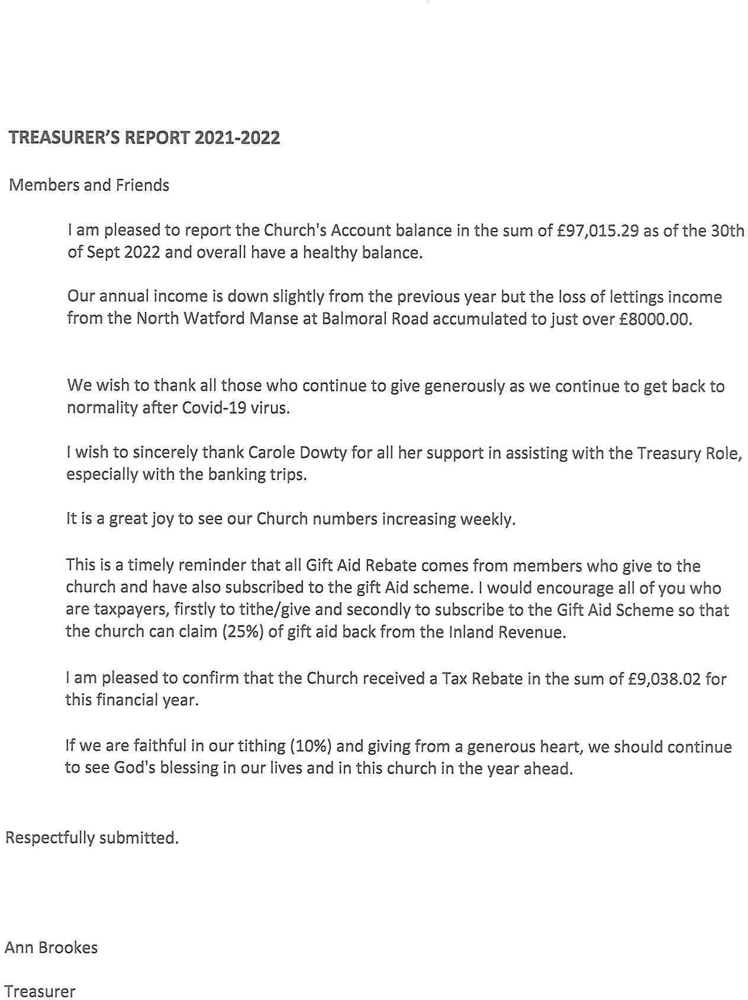 TREASURER’S REPORT 2021-2022
Members and Friends
I am pleased to report the Church's Account balance in the sum of £97,015.29 as of the 30th
of Sept 2022 and overall have a healthy balance.
Our annual income is down slightly from the previous year but the loss of lettings income
from the North Watford Manse at Balmoral Road accumulated to just over £8000.00.
We wish to thank all those who continue to give generously as we continue to get back to
normality after Covid-19 virus.
I wish to sincerely thank Carole Dowty for all her support in assisting with the Treasury Role,
especially with the banking trips.
It is a great joy to see our Church numbers increasing weekly.
This is a timely reminder that all Gift Aid Rebate comes from members who give to the
church and have also subscribed to the gift Aid scheme. I would encourage all of you who
are taxpayers, firstly to tithe/give and secondly to subscribe to the Gift Aid Scheme so that
the church can claim (25%) of gift aid back from the Inland Revenue.
I am pleased to confirm that the Church received a Tax Rebate in the sum of £9,038.02 for
this financial year.
If we are faithful in our tithing (10%) and giving from a generous heart, we should continue
to see God's blessing in our lives and in this church in the year ahead.
Respectfully submitted.
Ann Brookes
Treasurer